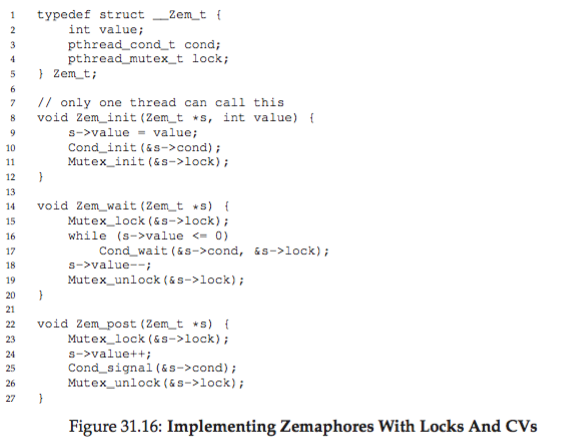 1 typedef struct __Zem_t {
2 int value;
3 pthread_cond_t cond;
4 pthread_mutex_t lock;
5 } Zem_t;
6
7 // only one thread can call this
8 void Zem_init(Zem_t *s, int value) {
9 s->value = value;
10 Cond_init(&s->cond);
11 Mutex_init(&s->lock);
12 }
13
14 void Zem_wait(Zem_t *s) {
15 Mutex_lock(&s->lock);
16 while (s->value <= 0)
17 Cond_wait(&s->cond, &s->lock);
18 s->value--;
19 Mutex_unlock(&s->lock);
20 }
21
22 void Zem_post(Zem_t *s) {
23 Mutex_lock(&s->lock);
24 s->value++;
25 Cond_signal(&s->cond);
26 Mutex_unlock(&s->lock);
27 }
Figure 31.16: Implementing Zemaphores With Locks And CVs